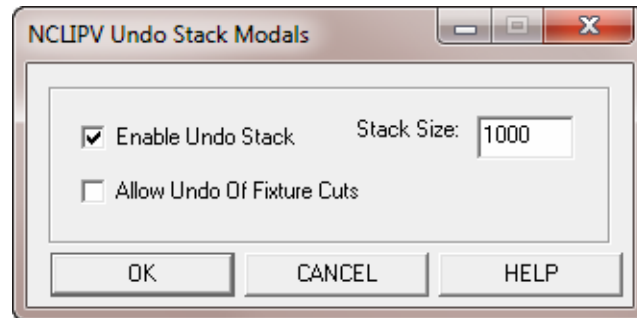 NCLIPV Undo Stack Modals
Enable Undo Stack Stack Size: 1000
Allow Undo Of Fixture Cuts
OK CANCEL HELP